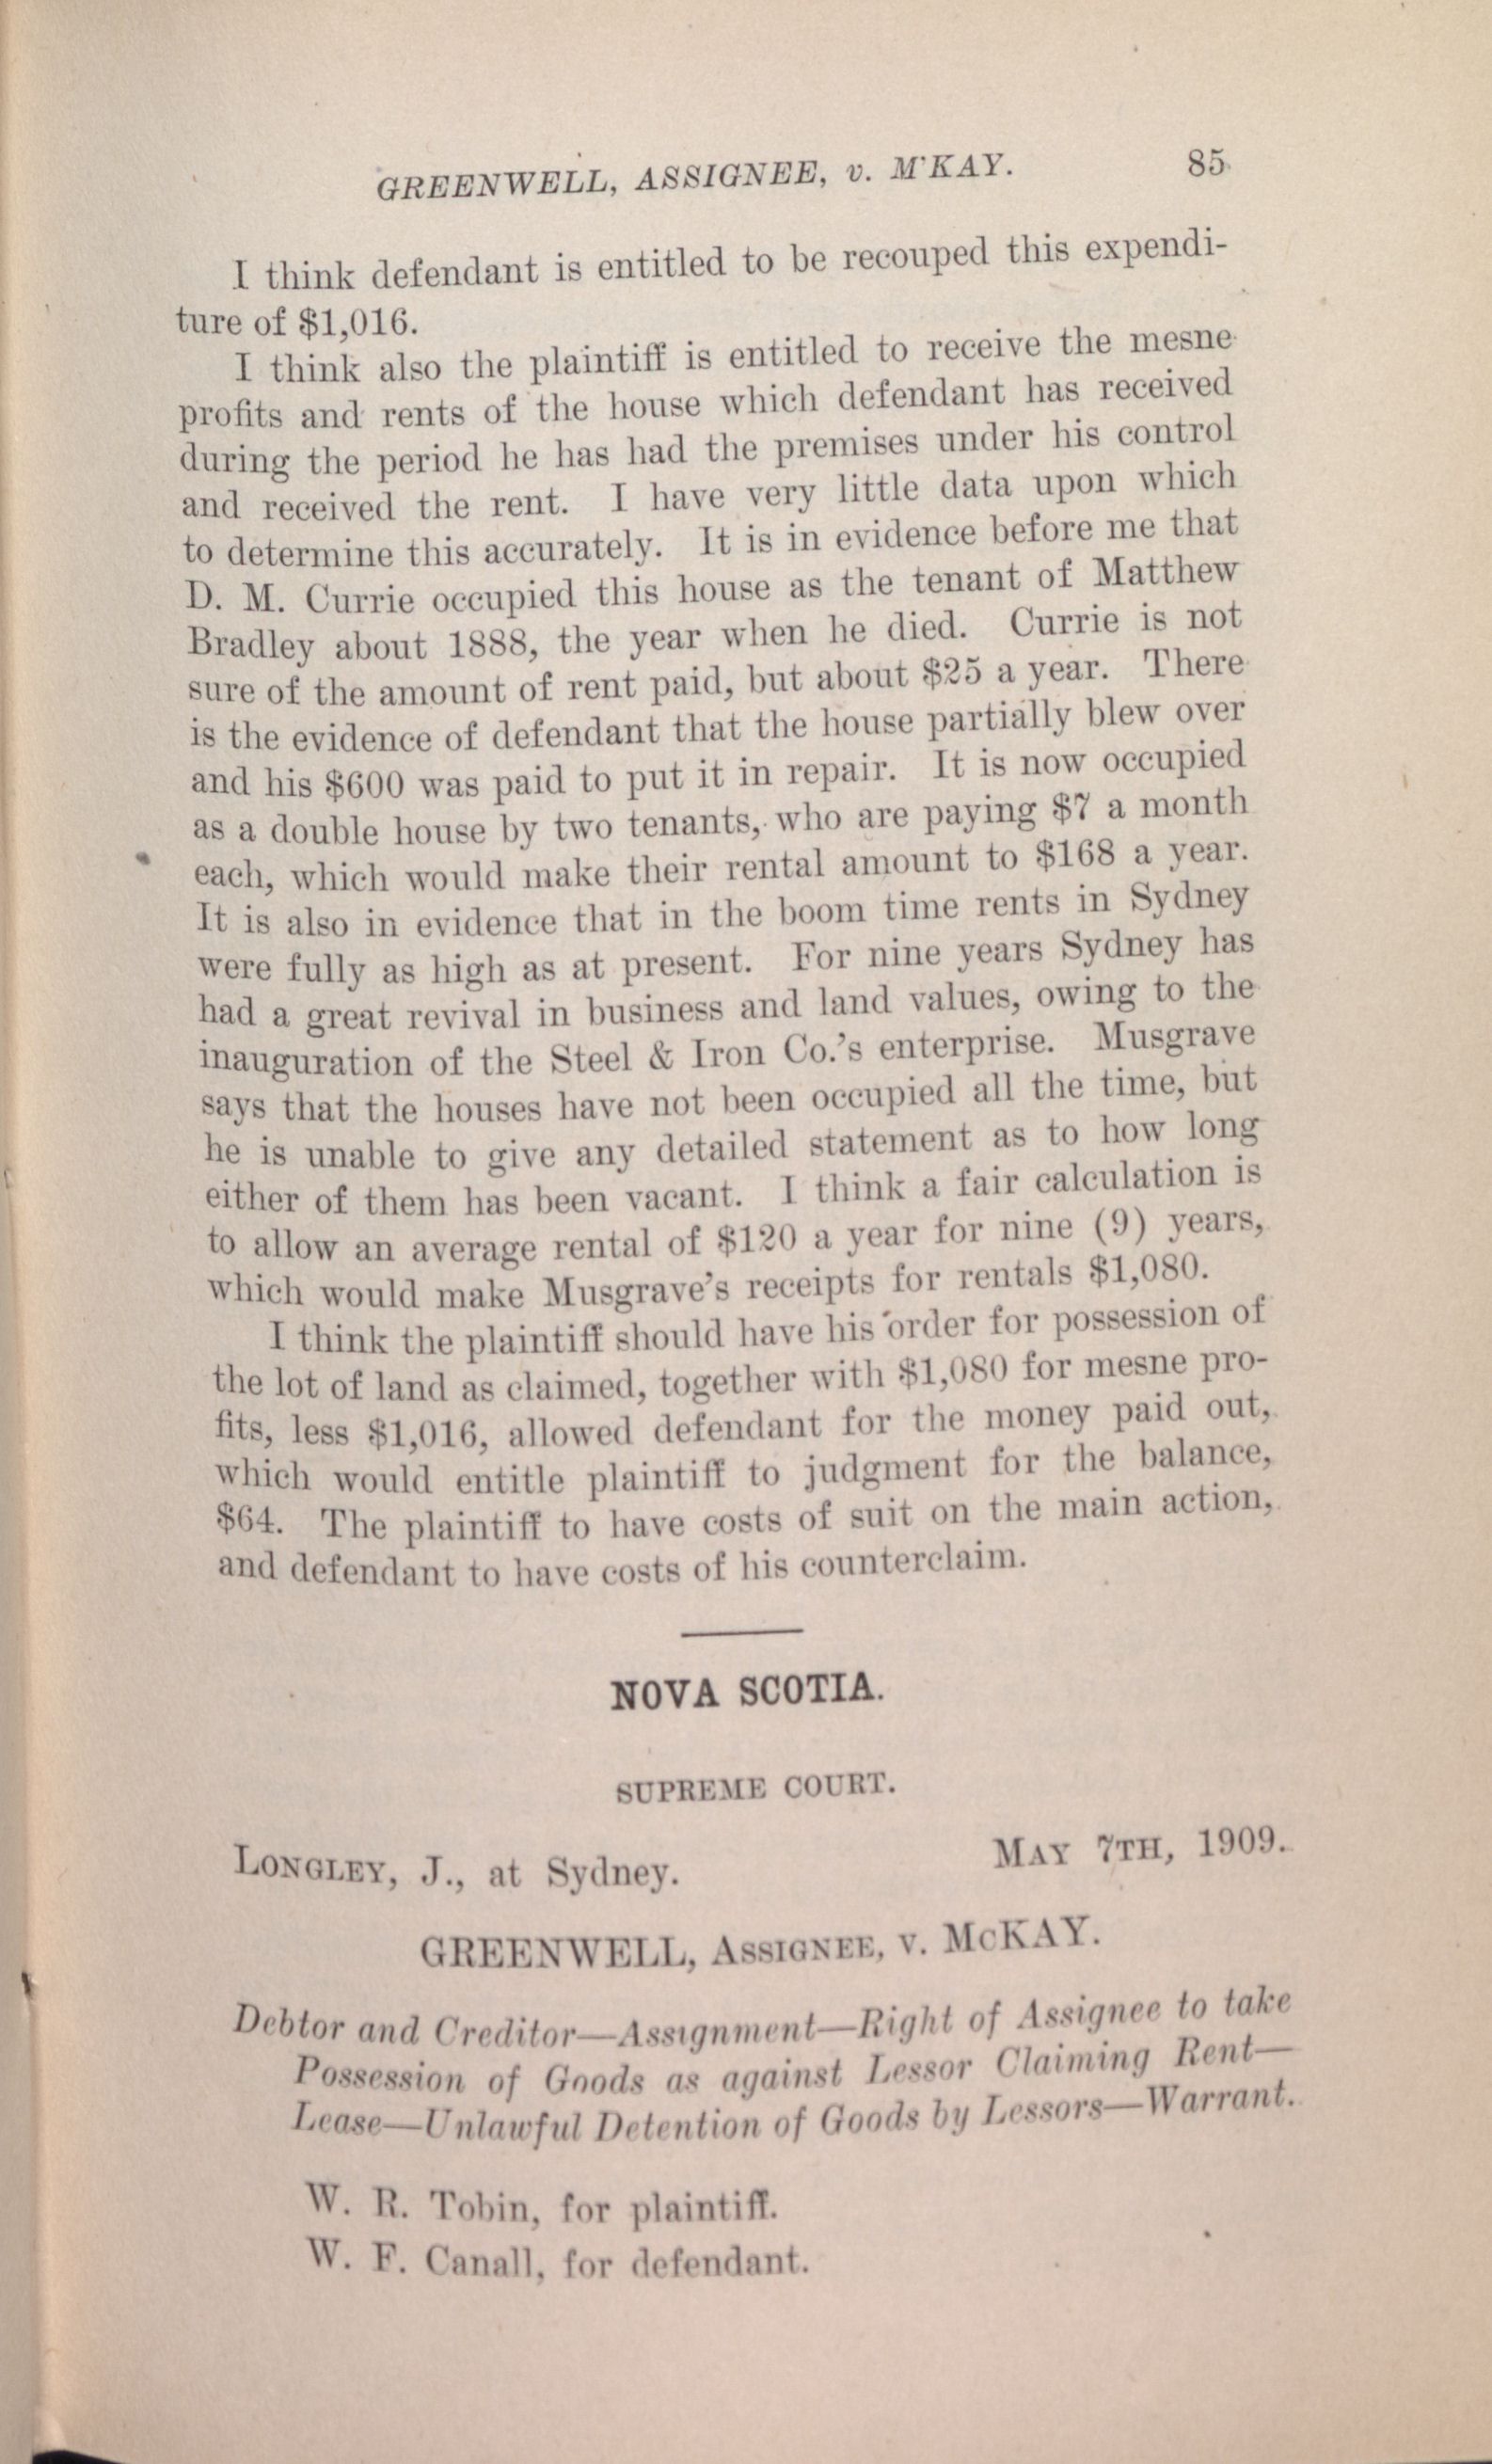 GREENWELL, ASSIGNEE, v. M'KAY. 85
I think defendant is entitled to be recouped this expendi-
ture of $1,016.
I think also the plaintiff is entitled to receive the mesne
profits and rents of the house which defendant has received
during the period he has had the premises under his control
and received the rent. I have very little data upon which
to determine this accurately. It is in evidence before me that
D. M. Currie occupied this house as the tenant of Matthew
Bradley about 1888, the year when he died. Currie is not
sure of the amount of rent paid, but about $25 a year. There
is the evidence of defendant that the house partially blew over
and his $600 was paid to put it in repair. It is now occupied
as a double house by two tenants, who are paying $7 a month
each, which would make their rental amount to $168 a year.
It is also in evidence that in the boom time rents in Sydney
were fully as high as at present. For nine years Sydney has
had a great revival in business and land values, owing to the
inauguration of the Steel & Iron Co.'s enterprise. Musgrave
says that the houses have not been occupied all the time, but
he is unable to give any detailed statement as to how long
either of them has been vacant. I think a fair calculation is
to allow an average rental of $120 a year for nine (9) years,
which would make Musgrave's receipts for rentals $1,080.
I think the plaintiff should have his order for possession of
the lot of land as claimed, together with $1,080 for mesne pro-
fits, less $1,016, allowed defendant for the money paid out,
which would entitle plaintiff to judgment for the balance,
$64. The plaintiff to have costs of suit on the main action,
and defendant to have costs of his counterclaim.
NOVA SCOTIA.
SUPREME COURT.
LONGLEY, J., at Sydney. MAY 7TH, 1909.
GREENWELL, ASSIGNEE, V. MCKAY.
Debtor and Creditor—Assignment—Right of Assignee to take
Possession of Goods as against Lessor Claiming Rent—
Lease—Unlawful Detention of Goods by Lessors—Warrant.
W. R. Tobin, for plaintiff.
W. F. Canall, for defendant.